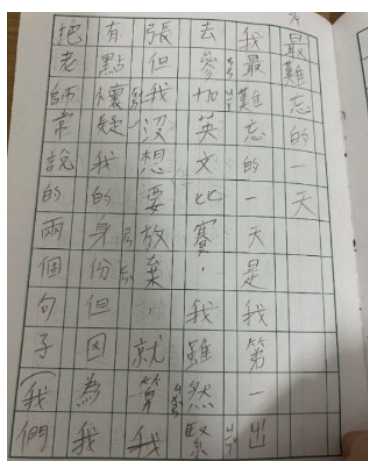 最難忘的一天
我最難忘的一天是我第一出
去參加英文比賽,我雖然緊
張但我沒想要放棄就算我
有點懷疑我的身份但因為我
把老師常說的兩個句子(我們